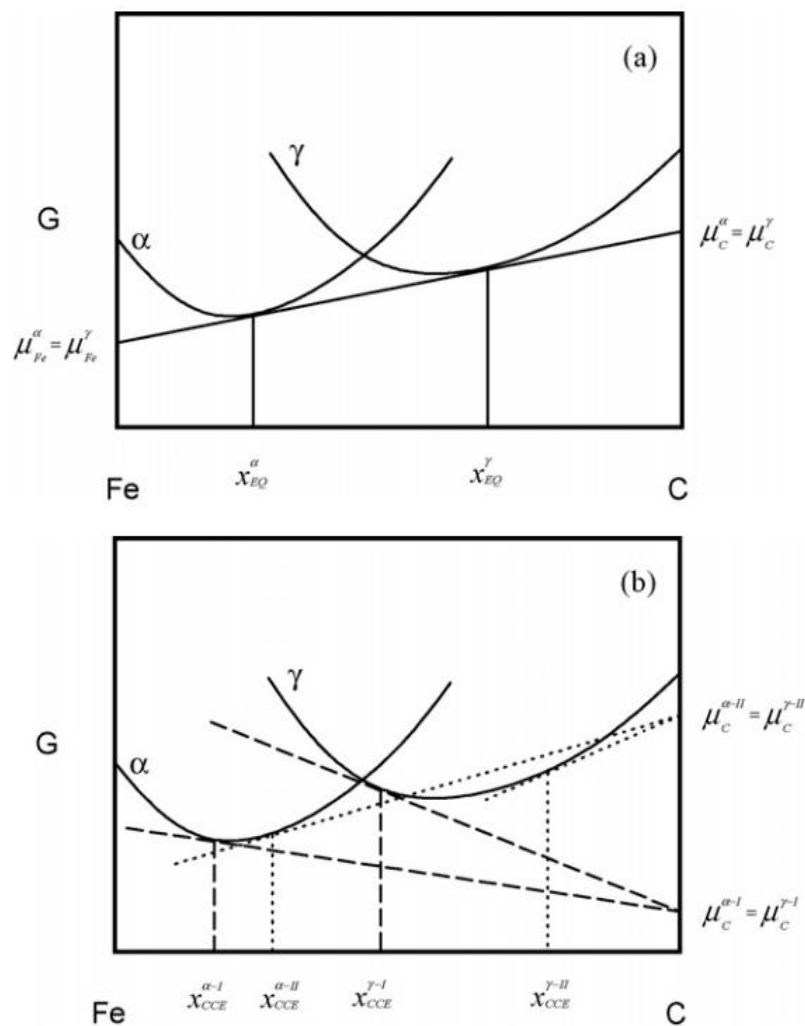 (a)
γ
G
α
μ_C^α = μ_C^γ
μ_Fe^α = μ_Fe^γ
x_EQ^α x_EQ^γ
Fe C
(b)
γ
μ_C^{α-II} = μ_C^{γ-II}
G
α
μ_C^{α-I} = μ_C^{γ-I}
x_CCE^{α-I} x_CCE^{α-II} x_CCE^{γ-I} x_CCE^{γ-II}
Fe C